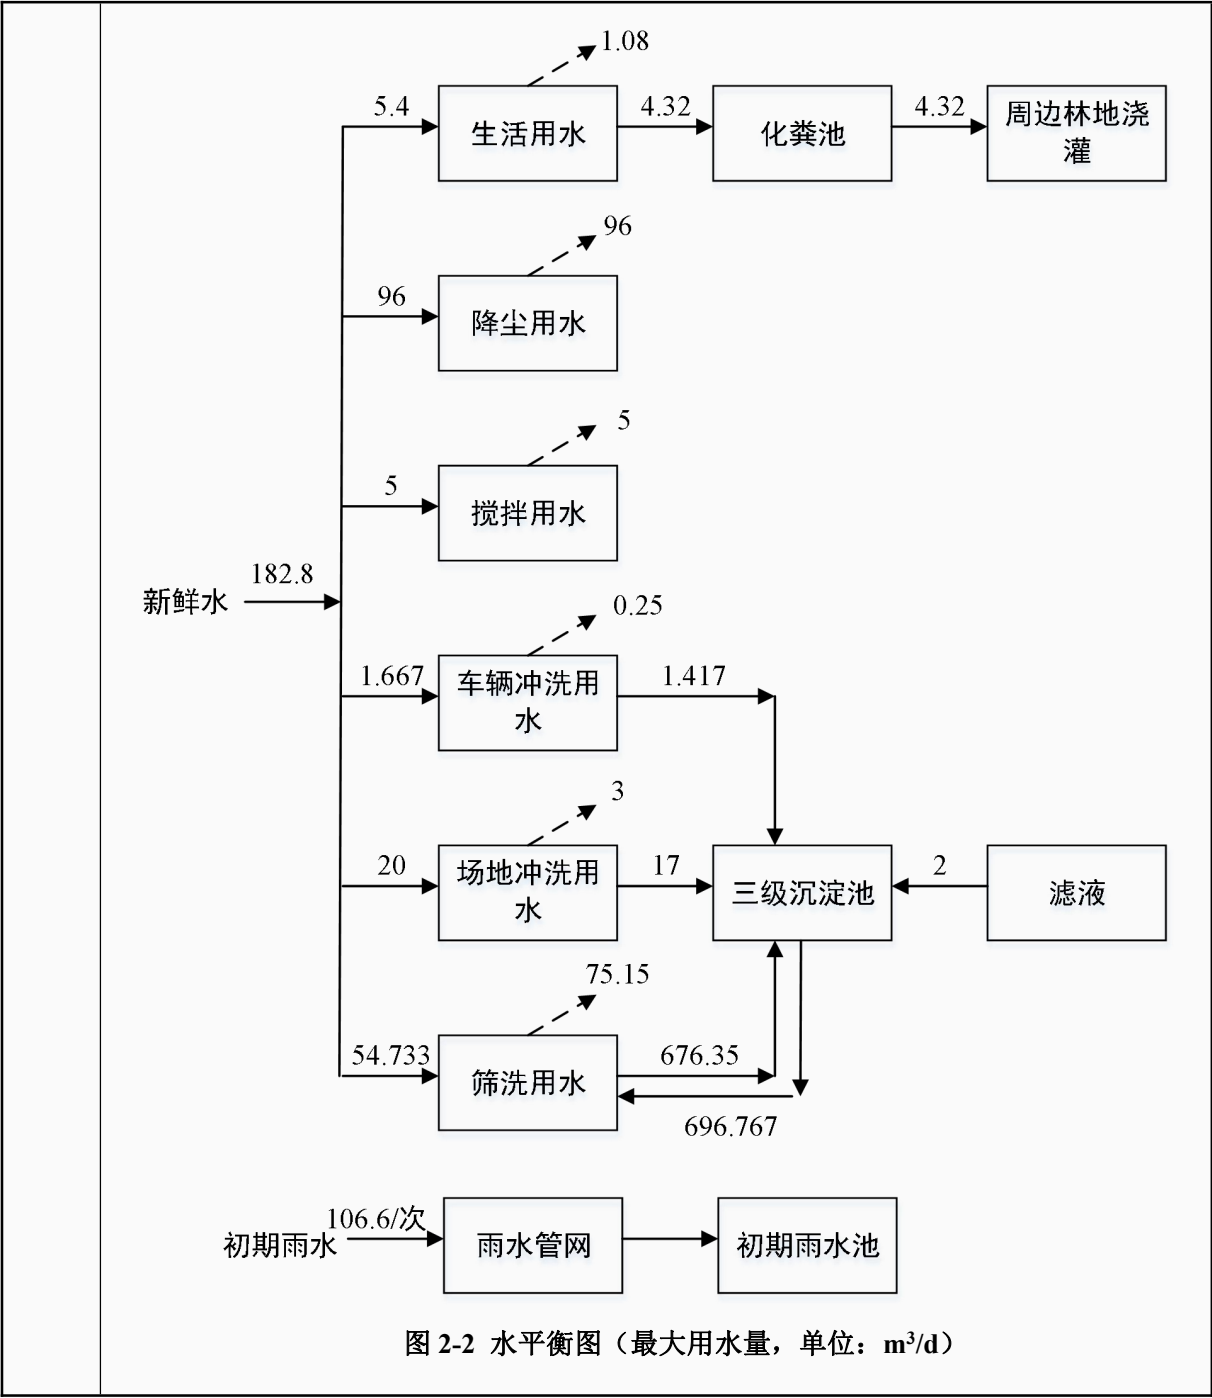 1.08
5.4
生活用水
4.32
化粪池
4.32
周边林地浇
灌
96
96
降尘用水
5
5
搅拌用水
新鲜水
182.8
0.25
1.667
车辆冲洗用
水
1.417
3
20
场地冲洗用
水
17
三级沉淀池
2
滤液
75.15
54.733
筛洗用水
676.35
696.767
初期雨水
106.6/次
雨水管网
初期雨水池
图 2-2 水平衡图（最大用水量，单位：m³/d）